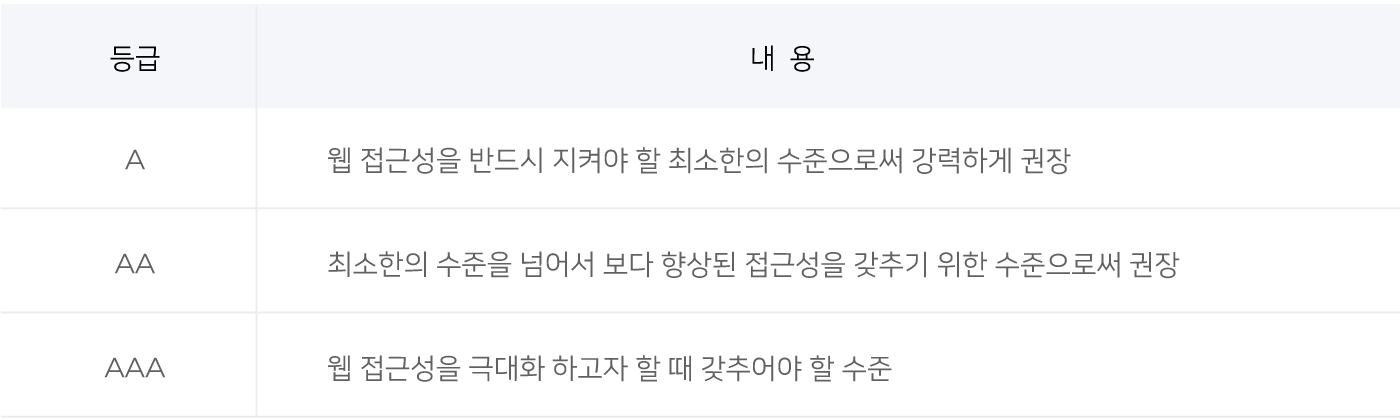 등급 내 용
A 웹 접근성을 반드시 지켜야 할 최소한의 수준으로써 강력하게 권장
AA 최소한의 수준을 넘어서 보다 향상된 접근성을 갖추기 위한 수준으로써 권장
AAA 웹 접근성을 극대화 하고자 할 때 갖추어야 할 수준